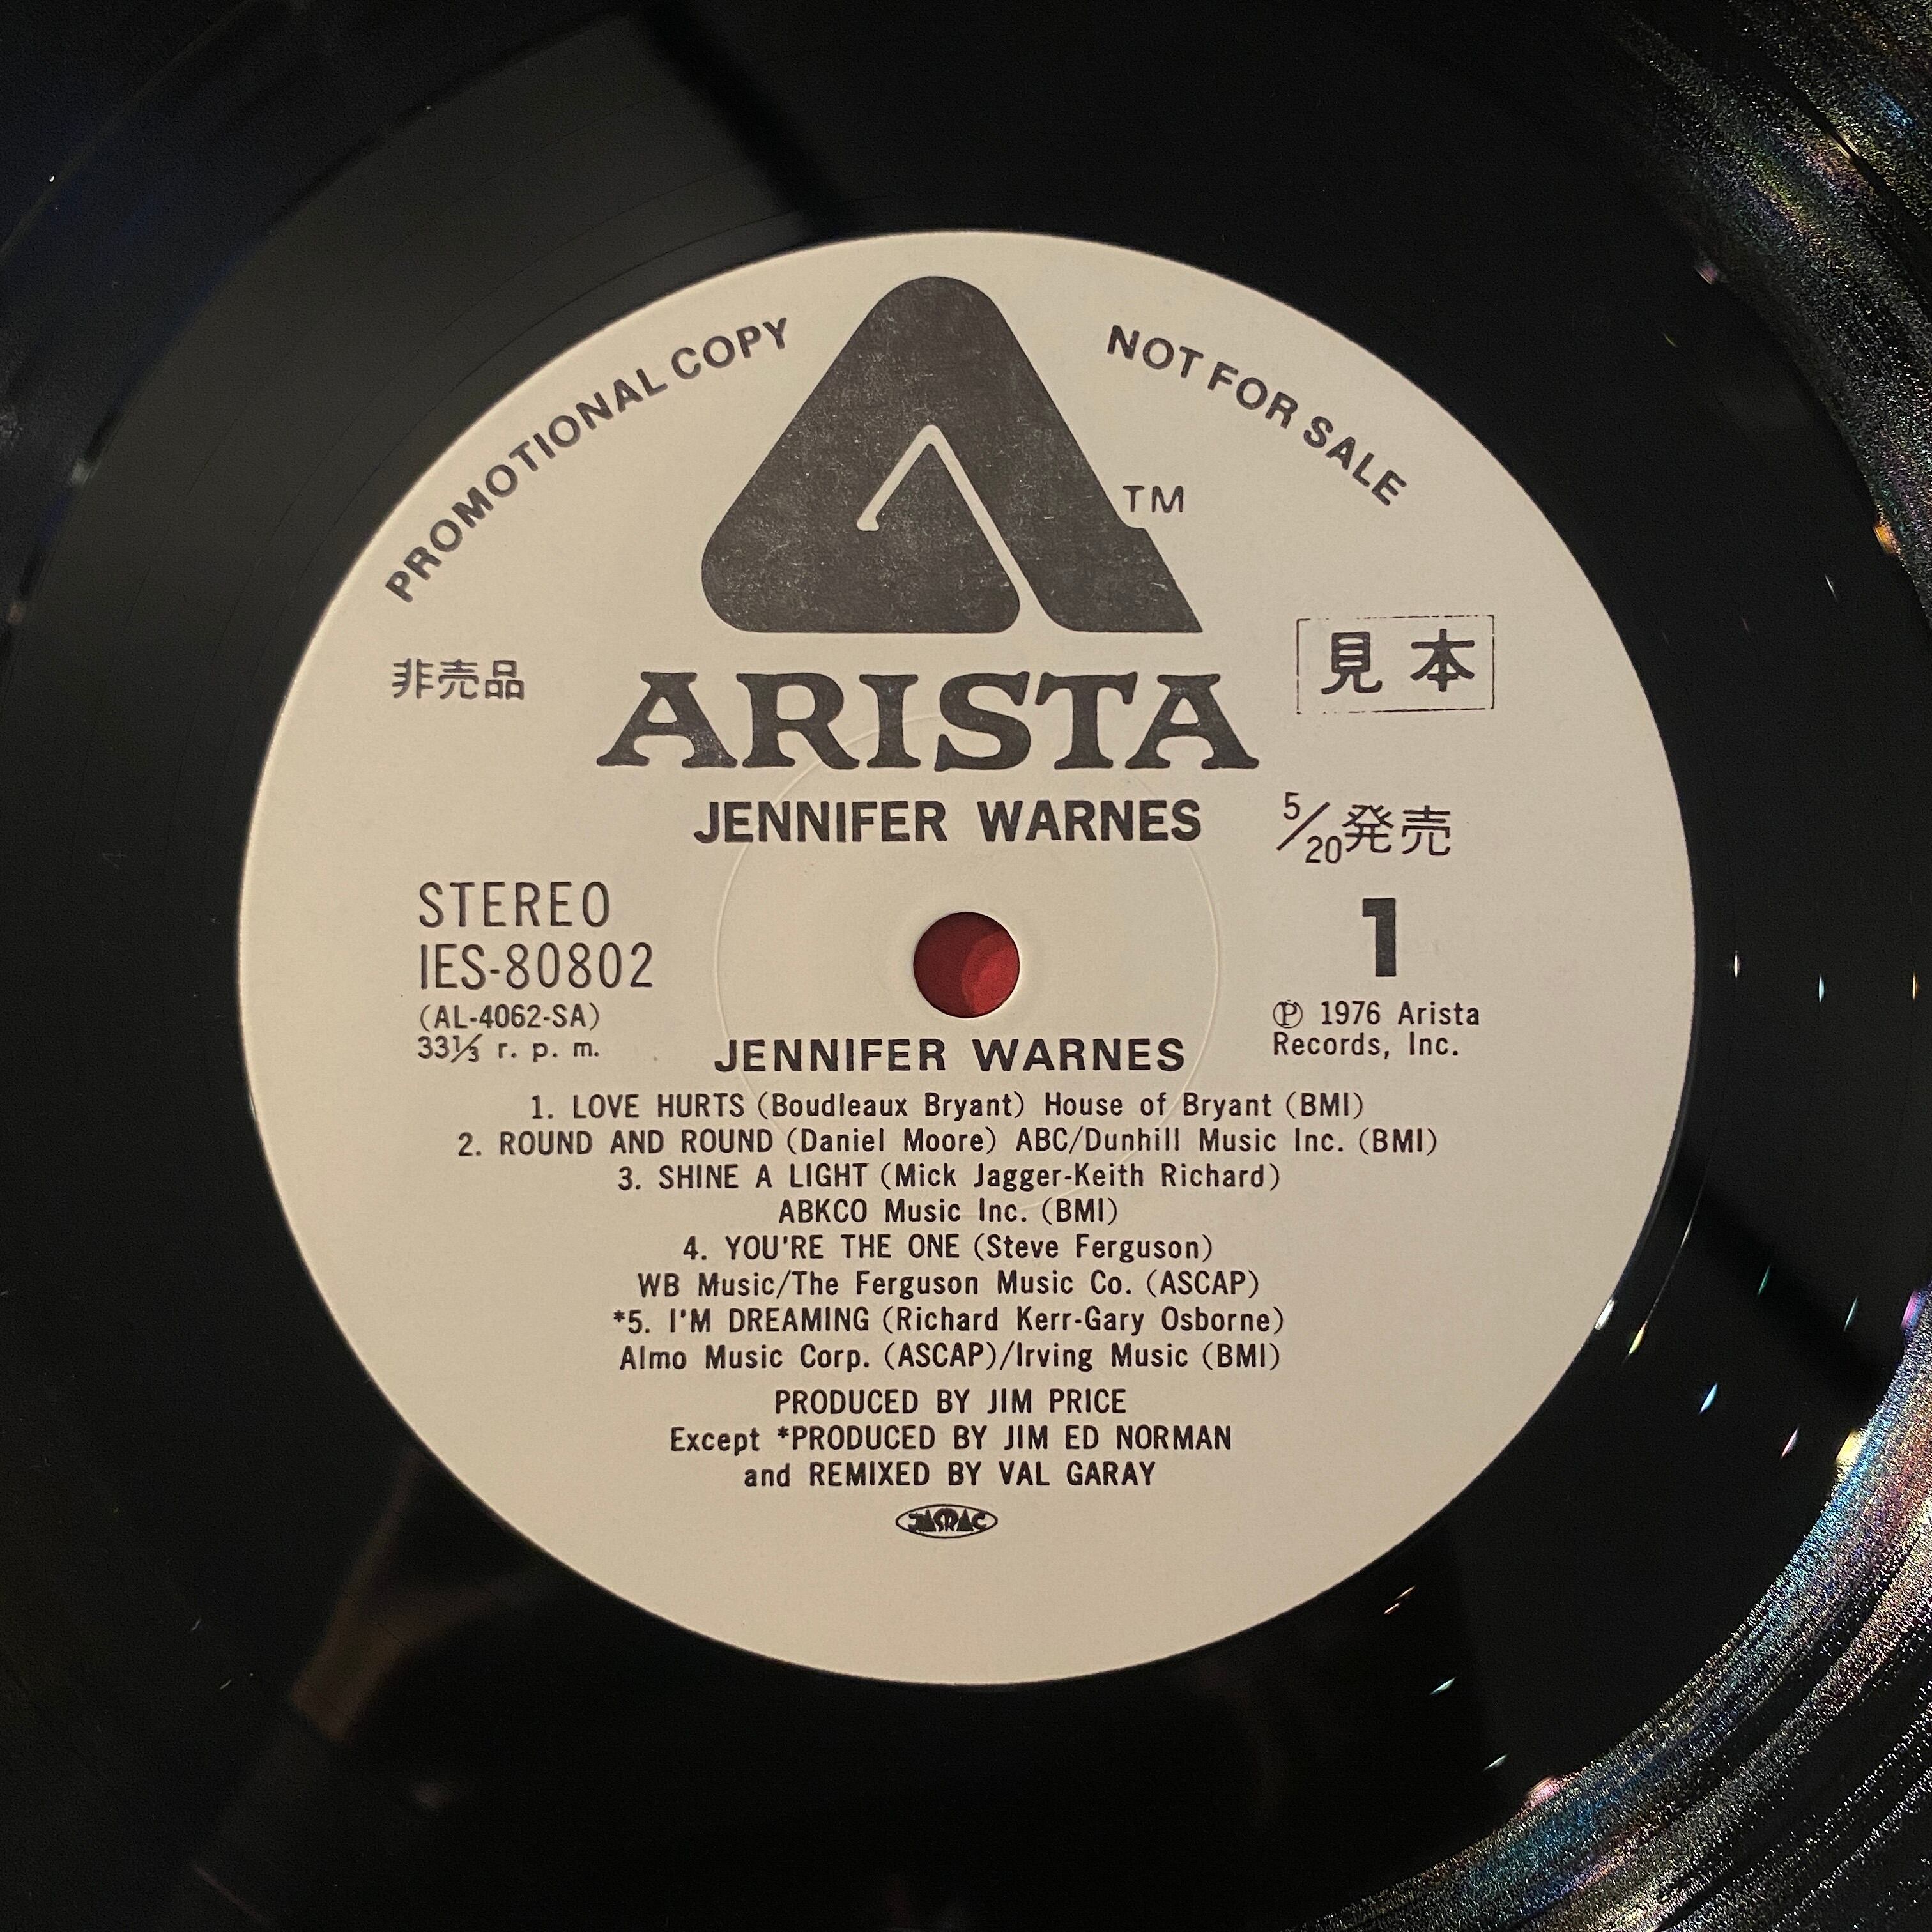 PROMOTIONAL COPY
NOT FOR SALE
TM
非売品
見本
ARISTA
JENNIFER WARNES
5/20発売
STEREO
IES-80802
(AL-4062-SA)
33⅓ r. p. m.
1
Ⓟ 1976 Arista
Records, Inc.
JENNIFER WARNES
1. LOVE HURTS (Boudleaux Bryant) House of Bryant (BMI)
2. ROUND AND ROUND (Daniel Moore) ABC/Dunhill Music Inc. (BMI)
3. SHINE A LIGHT (Mick Jagger-Keith Richard)
ABKCO Music Inc. (BMI)
4. YOU'RE THE ONE (Steve Ferguson)
WB Music/The Ferguson Music Co. (ASCAP)
*5. I'M DREAMING (Richard Kerr-Gary Osborne)
Almo Music Corp. (ASCAP)/Irving Music (BMI)
PRODUCED BY JIM PRICE
Except *PRODUCED BY JIM ED NORMAN
and REMIXED BY VAL GARAY
JASRAC